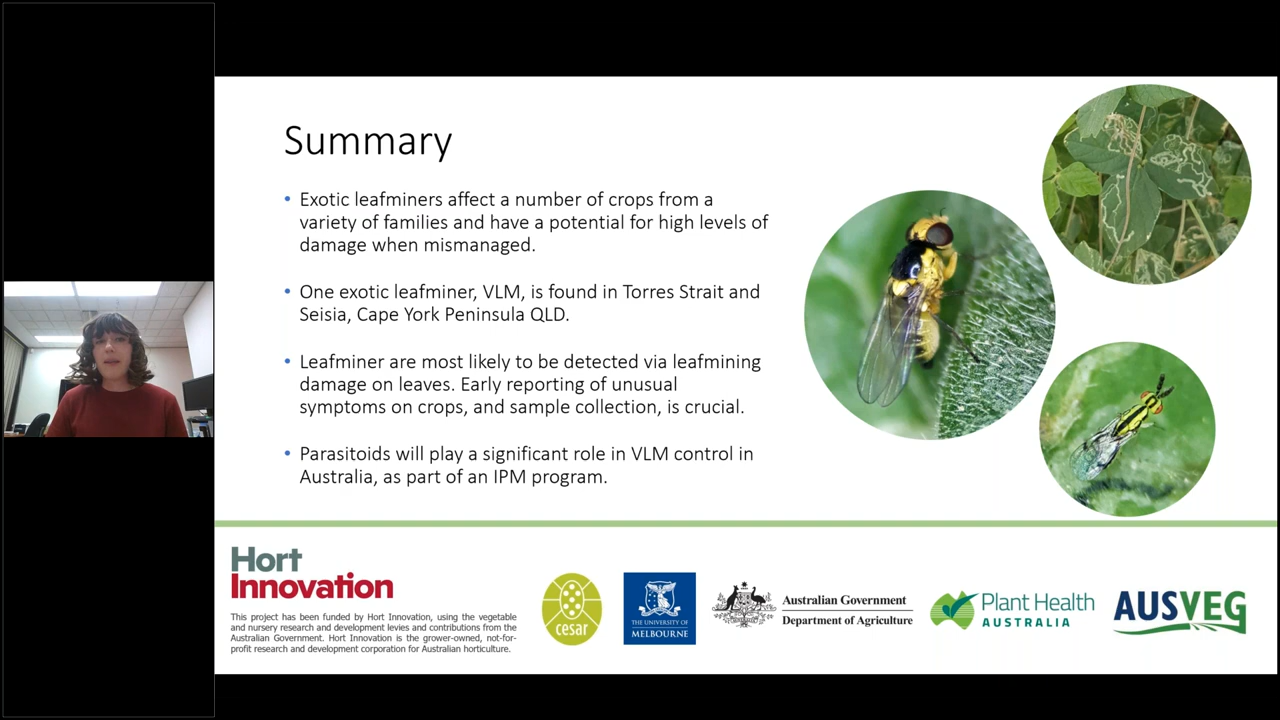 Summary
• Exotic leafminers affect a number of crops from a
variety of families and have a potential for high levels of
damage when mismanaged.
• One exotic leafminer, VLM, is found in Torres Strait and
Seisia, Cape York Peninsula QLD.
• Leafminer are most likely to be detected via leafmining
damage on leaves. Early reporting of unusual
symptoms on crops, and sample collection, is crucial.
• Parasitoids will play a significant role in VLM control in
Australia, as part of an IPM program.
Hort
Innovation
This project has been funded by Hort Innovation, using the vegetable
and nursery research and development levies and contributions from the
Australian Government. Hort Innovation is the grower-owned, not-for-
profit research and development corporation for Australian horticulture.
cesar
THE UNIVERSITY OF
MELBOURNE
Australian Government
Department of Agriculture
Plant Health
AUSTRALIA
AUSVEG